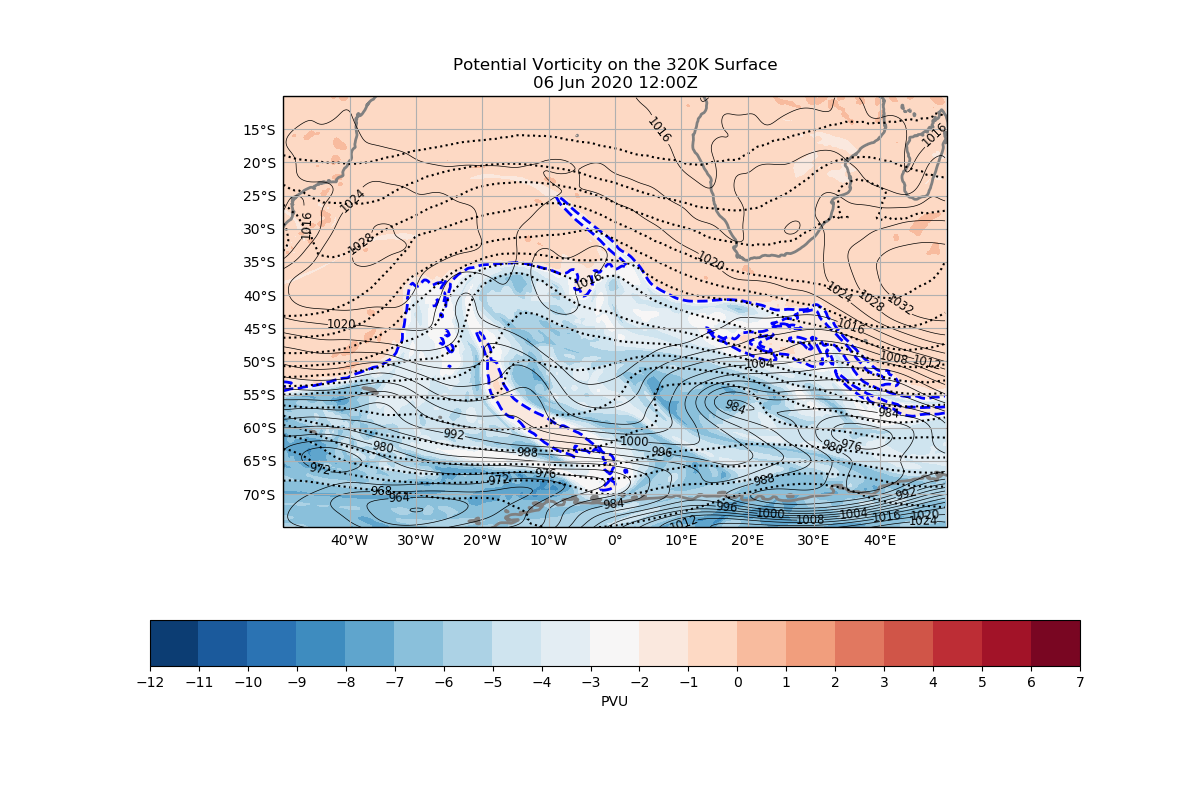 Potential Vorticity on the 320K Surface
06 Jun 2020 12:00Z
15°S
20°S
25°S
30°S
35°S
40°S
45°S
50°S
55°S
60°S
65°S
70°S
1016
1016
1024
1016
1028
1020
1016
1024
1028
1032
1020
1016
1004
1008
1012
984
984
992
1000
980
988
996
980
976
972
976
972
988
968
964
984
992
996
1000
1004
1008
1016
1020
1012
1024
40°W
30°W
20°W
10°W
0°
10°E
20°E
30°E
40°E
−12
−11
−10
−9
−8
−7
−6
−5
−4
−3
−2
−1
0
1
2
3
4
5
6
7
PVU